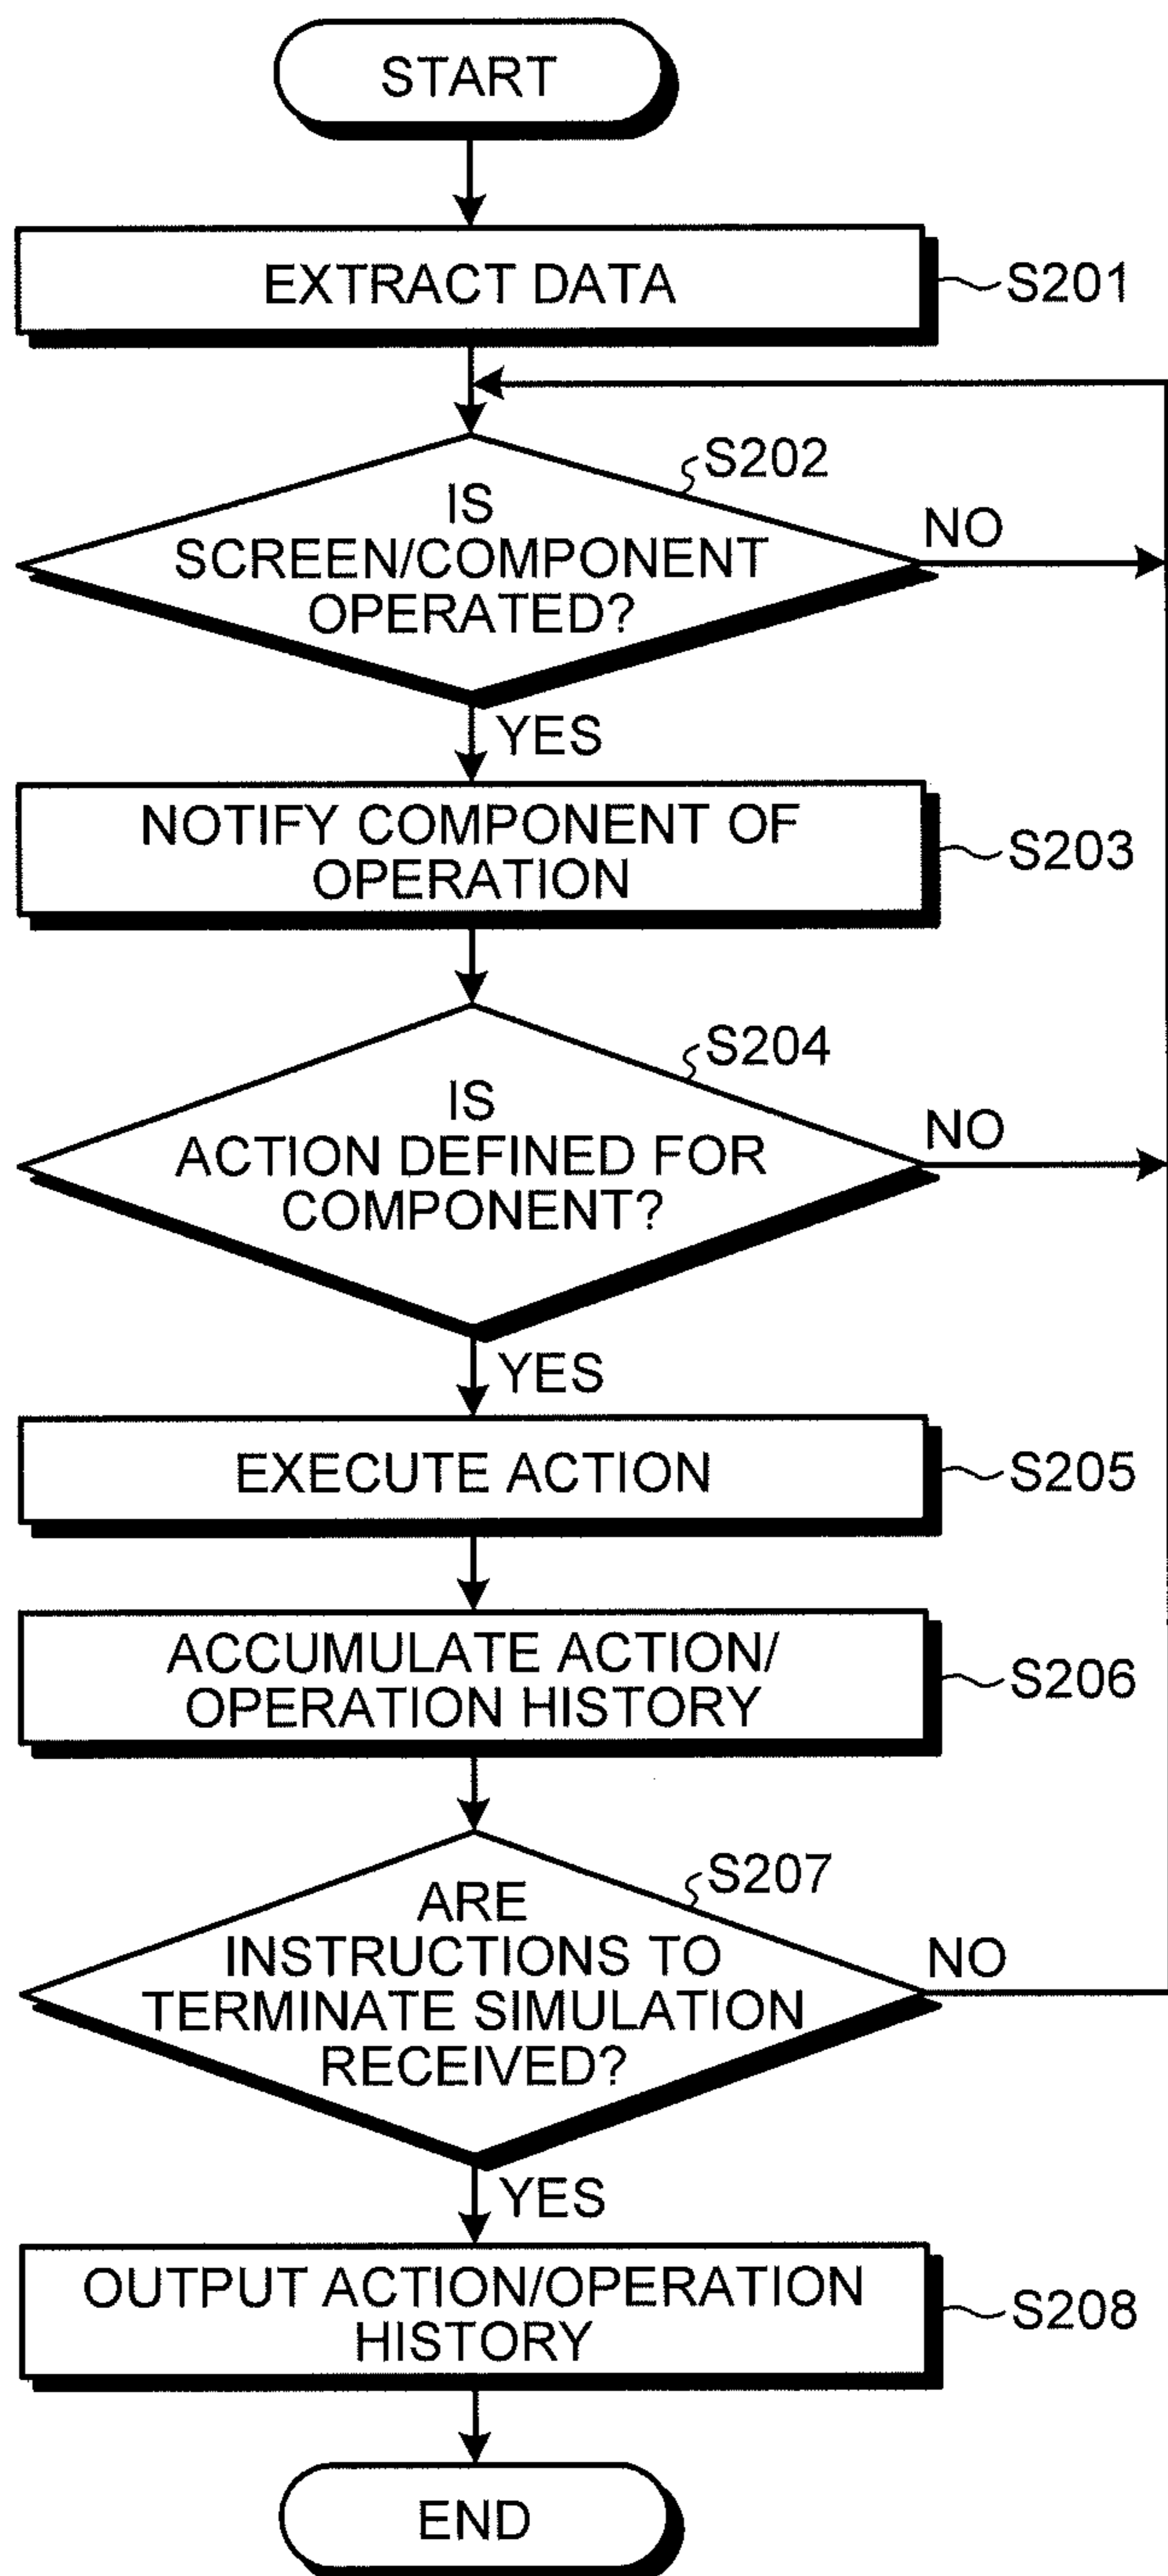 START
EXTRACT DATA
S201
S202
IS
SCREEN/COMPONENT
OPERATED?
NO
YES
NOTIFY COMPONENT OF
OPERATION
S203
S204
IS
ACTION DEFINED FOR
COMPONENT?
NO
YES
EXECUTE ACTION
S205
ACCUMULATE ACTION/
OPERATION HISTORY
S206
S207
ARE
INSTRUCTIONS TO
TERMINATE SIMULATION
RECEIVED?
NO
YES
OUTPUT ACTION/OPERATION
HISTORY
S208
END